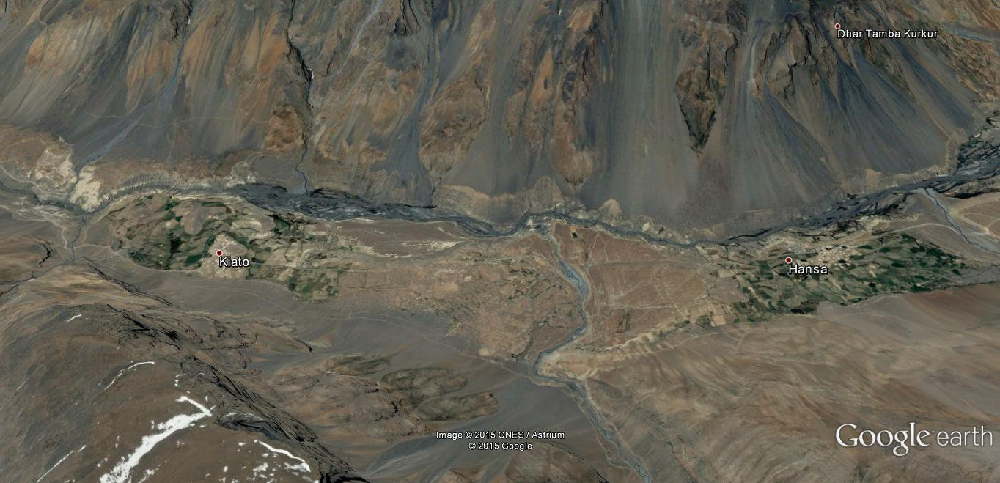 Dhar Tamba Kurkur
Kiato
Hansa
Image © 2015 CNES / Astrium
© 2015 Google
Google earth